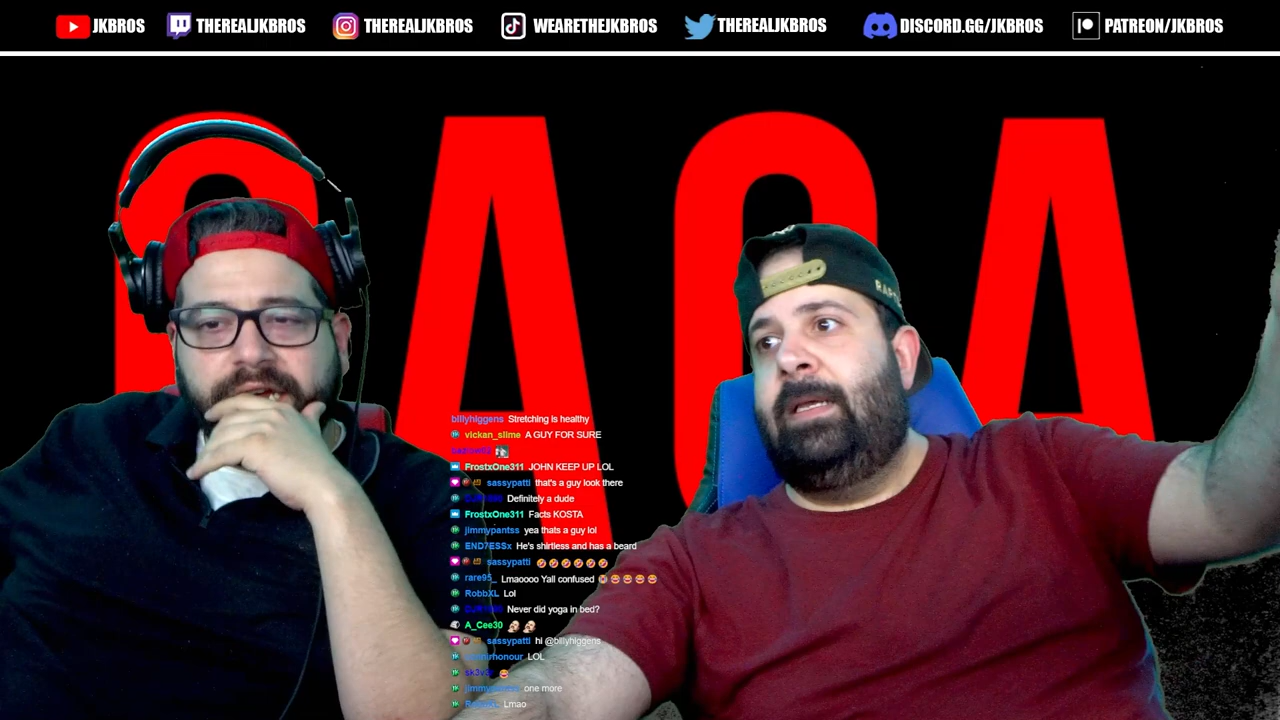 JKBROS THEREALJKBROS THEREALJKBROS WEARETHEJKBROS THEREALJKBROS DISCORD.GG/JKBROS PATREON/JKBROS
RAP
billyhiggens Stretching is healthy
vickan_slime A GUY FOR SURE
FrostxOne311 JOHN KEEP UP LOL
sassypatti that's a guy look there
Definitely a dude
FrostxOne311 Facts KOSTA
jimmypantss yea thats a guy lol
END7ESSx He's shirtless and has a beard
sassypatti
rare95_ Lmaoooo Yall confused
RobbXL Lol
Never did yoga in bed?
A_Cee30
sassypatti hi @billyhiggens
LOL
one more
Lmao